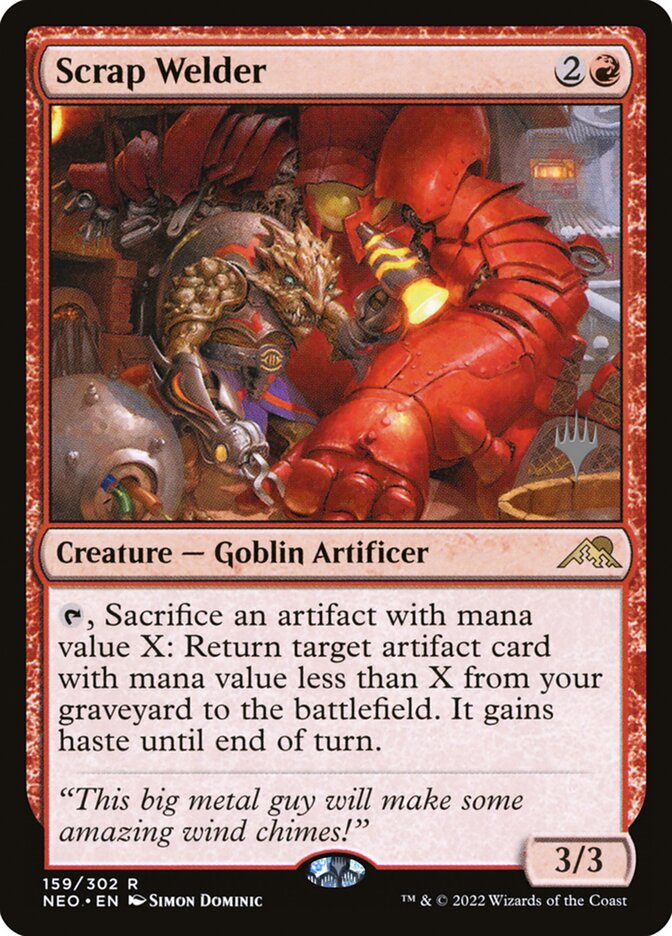 Scrap Welder 2
Creature — Goblin Artificer
, Sacrifice an artifact with mana
value X: Return target artifact card
with mana value less than X from your
graveyard to the battlefield. It gains
haste until end of turn.
“This big metal guy will make some
amazing wind chimes!”
3/3
159/302 R
NEO • EN Simon Dominic
™ & © 2022 Wizards of the Coast